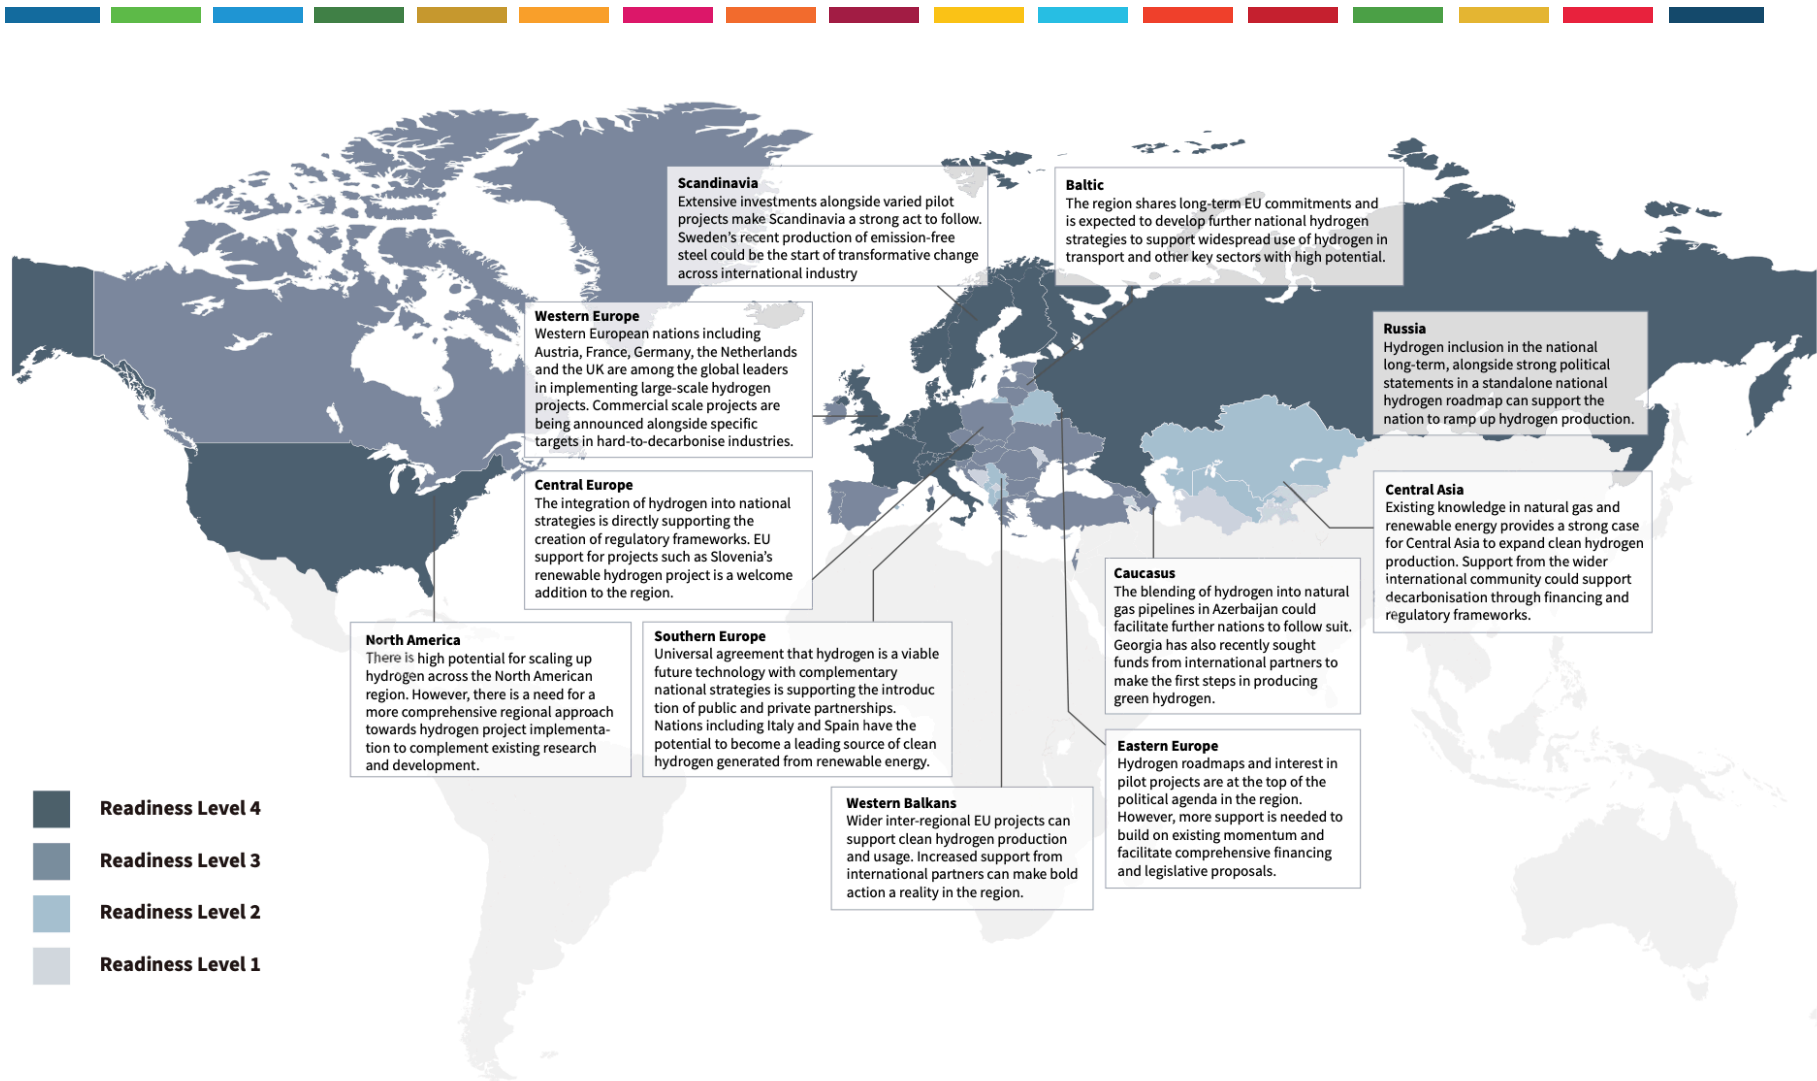 Scandinavia
Extensive investments alongside varied pilot
projects make Scandinavia a strong act to follow.
Sweden's recent production of emission-free
steel could be the start of transformative change
across international industry
Baltic
The region shares long-term EU commitments and
is expected to develop further national hydrogen
strategies to support widespread use of hydrogen in
transport and other key sectors with high potential.
Western Europe
Western European nations including
Austria, France, Germany, the Netherlands
and the UK are among the global leaders
in implementing large-scale hydrogen
projects. Commercial scale projects are
being announced alongside specific
targets in hard-to-decarbonise industries.
Russia
Hydrogen inclusion in the national
long-term, alongside strong political
statements in a standalone national
hydrogen roadmap can support the
nation to ramp up hydrogen production.
Central Europe
The integration of hydrogen into national
strategies is directly supporting the
creation of regulatory frameworks. EU
support for projects such as Slovenia's
renewable hydrogen project is a welcome
addition to the region.
Central Asia
Existing knowledge in natural gas and
renewable energy provides a strong case
for Central Asia to expand clean hydrogen
production. Support from the wider
international community could support
decarbonisation through financing and
regulatory frameworks.
Caucasus
The blending of hydrogen into natural
gas pipelines in Azerbaijan could
facilitate further nations to follow suit.
Georgia has also recently sought
funds from international partners to
make the first steps in producing
green hydrogen.
North America
There is high potential for scaling up
hydrogen across the North American
region. However, there is a need for a
more comprehensive regional approach
towards hydrogen project implementa-
tion to complement existing research
and development.
Southern Europe
Universal agreement that hydrogen is a viable
future technology with complementary
national strategies is supporting the introduc
tion of public and private partnerships.
Nations including Italy and Spain have the
potential to become a leading source of clean
hydrogen generated from renewable energy.
Eastern Europe
Hydrogen roadmaps and interest in
pilot projects are at the top of the
political agenda in the region.
However, more support is needed to
build on existing momentum and
facilitate comprehensive financing
and legislative proposals.
Western Balkans
Wider inter-regional EU projects can
support clean hydrogen production
and usage. Increased support from
international partners can make bold
action a reality in the region.
Readiness Level 4
Readiness Level 3
Readiness Level 2
Readiness Level 1